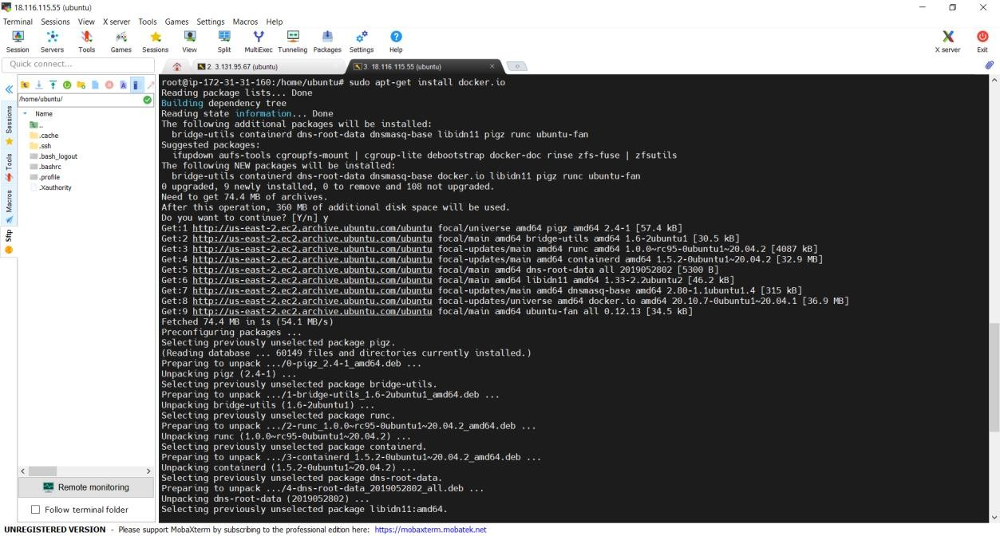 18.116.115.55 (ubuntu)
Terminal Sessions View X server Tools Games Settings Macros Help
Session Servers Tools Games Sessions View Split MultiExec Tunneling Packages Settings Help X server Exit
Quick connect...
2. 3.131.95.67 (ubuntu)
3. 18.116.115.55 (ubuntu)
/home/ubuntu/
Name
..
.cache
.ssh
.bash_logout
.bashrc
.profile
.Xauthority
Sessions
Tools
Macros
Sftp
Remote monitoring
Follow terminal folder
root@ip-172-31-31-160:/home/ubuntu# sudo apt-get install docker.io
Reading package lists... Done
Building dependency tree
Reading state information... Done
The following additional packages will be installed:
bridge-utils containerd dns-root-data dnsmasq-base libidn11 pigz runc ubuntu-fan
Suggested packages:
ifupdown aufs-tools cgroupfs-mount | cgroup-lite debootstrap docker-doc rinse zfs-fuse | zfsutils
The following NEW packages will be installed:
bridge-utils containerd dns-root-data dnsmasq-base docker.io libidn11 pigz runc ubuntu-fan
0 upgraded, 9 newly installed, 0 to remove and 108 not upgraded.
Need to get 74.4 MB of archives.
After this operation, 360 MB of additional disk space will be used.
Do you want to continue? [Y/n] y
Get:1 http://us-east-2.ec2.archive.ubuntu.com/ubuntu focal/universe amd64 pigz amd64 2.4-1 [57.4 kB]
Get:2 http://us-east-2.ec2.archive.ubuntu.com/ubuntu focal/main amd64 bridge-utils amd64 1.6-2ubuntu1 [30.5 kB]
Get:3 http://us-east-2.ec2.archive.ubuntu.com/ubuntu focal-updates/main amd64 runc amd64 1.0.0~rc95-0ubuntu1~20.04.2 [4087 kB]
Get:4 http://us-east-2.ec2.archive.ubuntu.com/ubuntu focal-updates/main amd64 containerd amd64 1.5.2-0ubuntu1~20.04.2 [32.9 MB]
Get:5 http://us-east-2.ec2.archive.ubuntu.com/ubuntu focal/main amd64 dns-root-data all 2019052802 [5300 B]
Get:6 http://us-east-2.ec2.archive.ubuntu.com/ubuntu focal/main amd64 libidn11 amd64 1.33-2.2ubuntu2 [46.2 kB]
Get:7 http://us-east-2.ec2.archive.ubuntu.com/ubuntu focal-updates/main amd64 dnsmasq-base amd64 2.80-1.1ubuntu1.4 [315 kB]
Get:8 http://us-east-2.ec2.archive.ubuntu.com/ubuntu focal-updates/universe amd64 docker.io amd64 20.10.7-0ubuntu1~20.04.1 [36.9 MB]
Get:9 http://us-east-2.ec2.archive.ubuntu.com/ubuntu focal/main amd64 ubuntu-fan all 0.12.13 [34.5 kB]
Fetched 74.4 MB in 1s (54.1 MB/s)
Preconfiguring packages ...
Selecting previously unselected package pigz.
(Reading database ... 60149 files and directories currently installed.)
Preparing to unpack .../0-pigz_2.4-1_amd64.deb ...
Unpacking pigz (2.4-1) ...
Selecting previously unselected package bridge-utils.
Preparing to unpack .../1-bridge-utils_1.6-2ubuntu1_amd64.deb ...
Unpacking bridge-utils (1.6-2ubuntu1) ...
Selecting previously unselected package runc.
Preparing to unpack .../2-runc_1.0.0~rc95-0ubuntu1~20.04.2_amd64.deb ...
Unpacking runc (1.0.0~rc95-0ubuntu1~20.04.2) ...
Selecting previously unselected package containerd.
Preparing to unpack .../3-containerd_1.5.2-0ubuntu1~20.04.2_amd64.deb ...
Unpacking containerd (1.5.2-0ubuntu1~20.04.2) ...
Selecting previously unselected package dns-root-data.
Preparing to unpack .../4-dns-root-data_2019052802_all.deb ...
Unpacking dns-root-data (2019052802) ...
Selecting previously unselected package libidn11:amd64.
UNREGISTERED VERSION - Please support MobaXterm by subscribing to the professional edition here: https://mobaxterm.mobatek.net